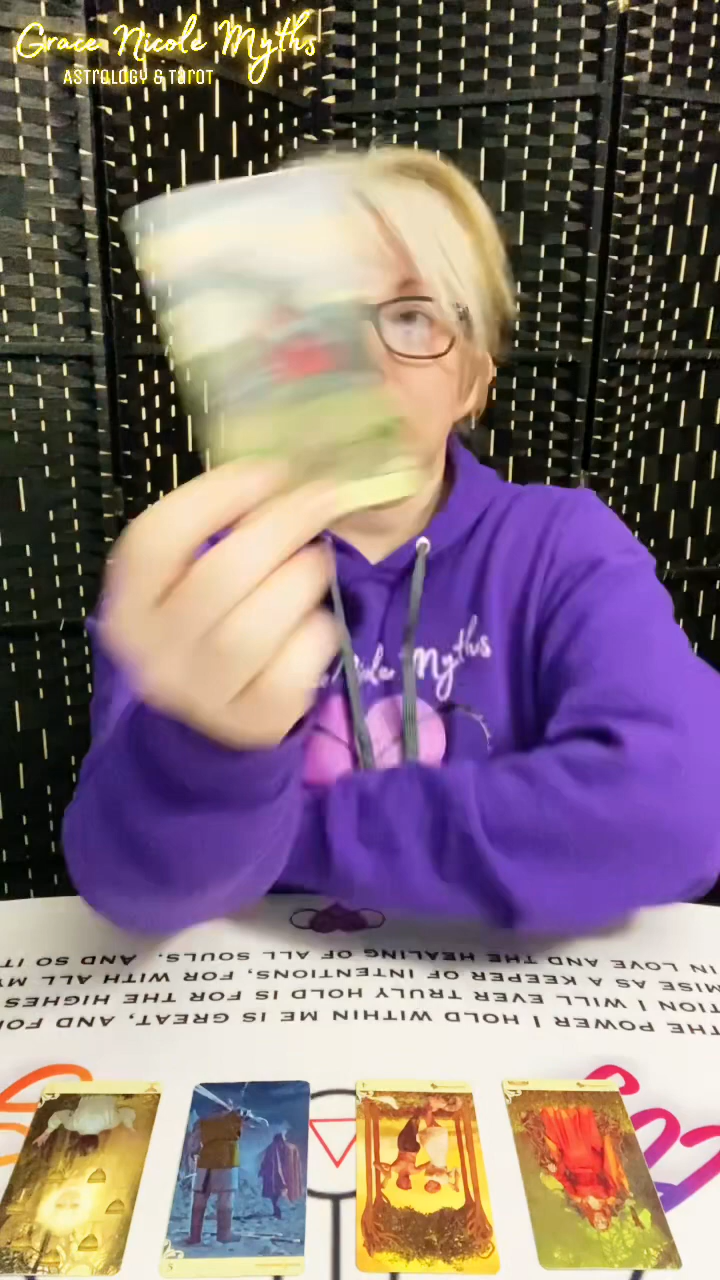 Grace Nicole Myths
ASTROLOGY & TAROT
Myths
THE POWER I HOLD WITHIN ME IS GREAT, AND FOR
TION I WILL EVER TRULY HOLD IS FOR THE HIGHES
MISE AS A KEEPER OF INTENTIONS, FOR WITH ALL M
IN LOVE AND THE HEALING OF ALL SOULS. AND SO IT